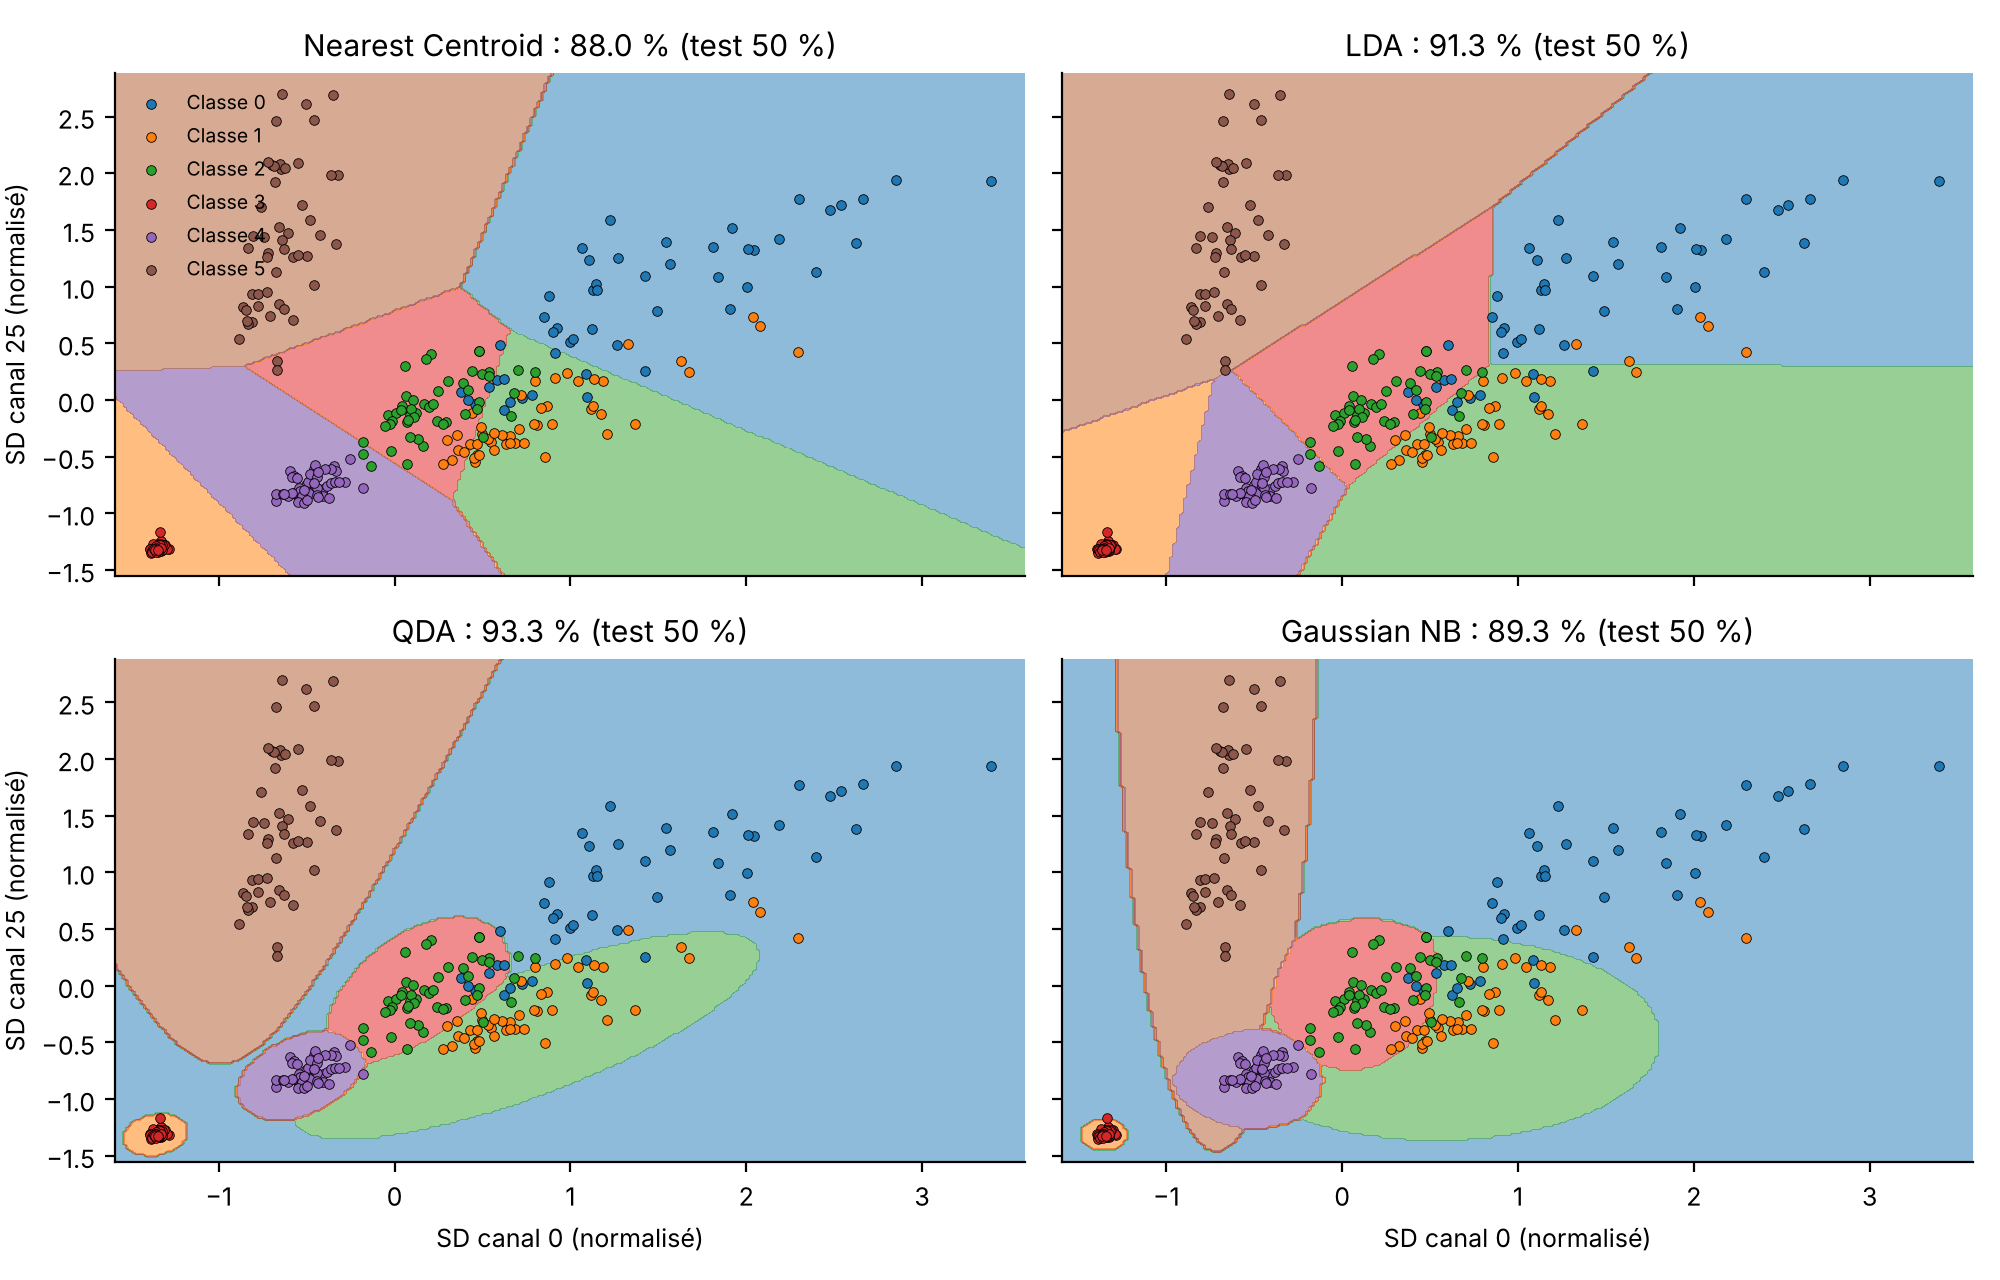 Nearest Centroid : 88.0 % (test 50 %)
LDA : 91.3 % (test 50 %)
Classe 0
Classe 1
Classe 2
Classe 3
Classe 4
Classe 5
2.5
2.0
1.5
1.0
0.5
0.0
−0.5
−1.0
−1.5
SD canal 25 (normalisé)
QDA : 93.3 % (test 50 %)
Gaussian NB : 89.3 % (test 50 %)
2.5
2.0
1.5
1.0
0.5
0.0
−0.5
−1.0
−1.5
SD canal 25 (normalisé)
−1 0 1 2 3
−1 0 1 2 3
SD canal 0 (normalisé)
SD canal 0 (normalisé)